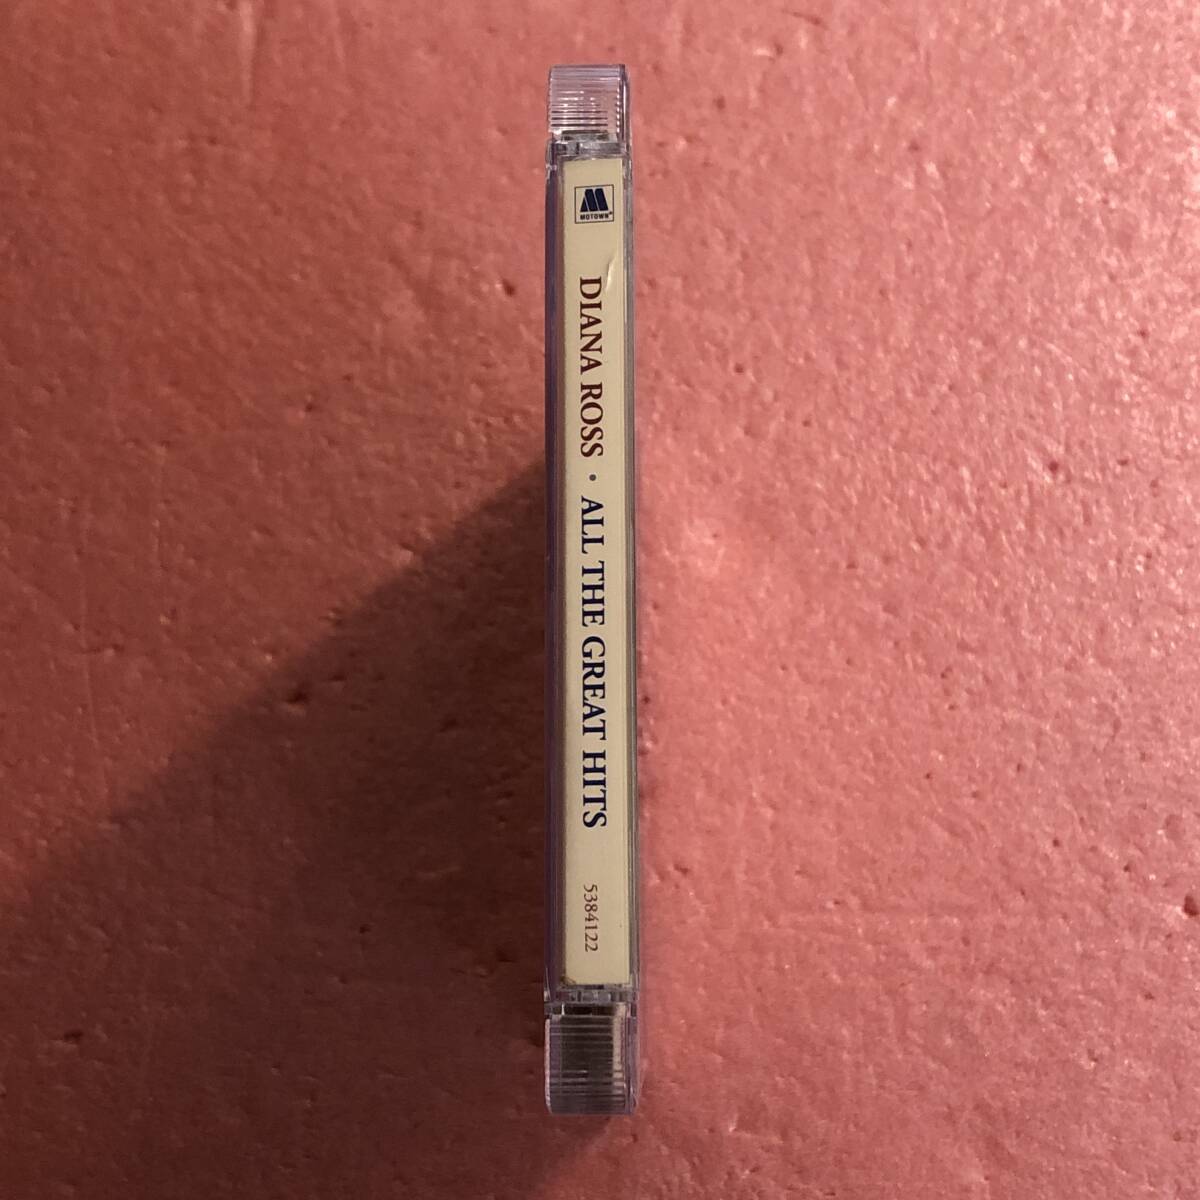 MOTOWN
DIANA ROSS · ALL THE GREAT HITS
5384122